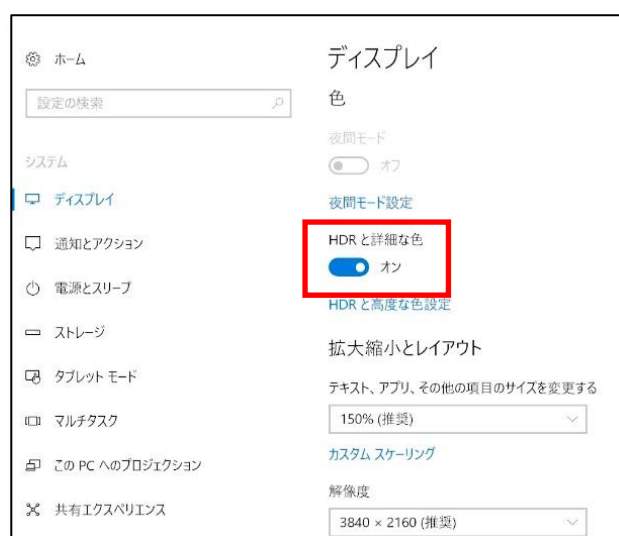 ホーム
設定の検索
システム
ディスプレイ
通知とアクション
電源とスリープ
ストレージ
タブレット モード
マルチタスク
この PC へのプロジェクション
共有エクスペリエンス
ディスプレイ
色
夜間モード
オフ
夜間モード設定
HDR と詳細な色
オン
HDR と高度な色設定
拡大縮小とレイアウト
テキスト、アプリ、その他の項目のサイズを変更する
150% (推奨)
カスタム スケーリング
解像度
3840 × 2160 (推奨)